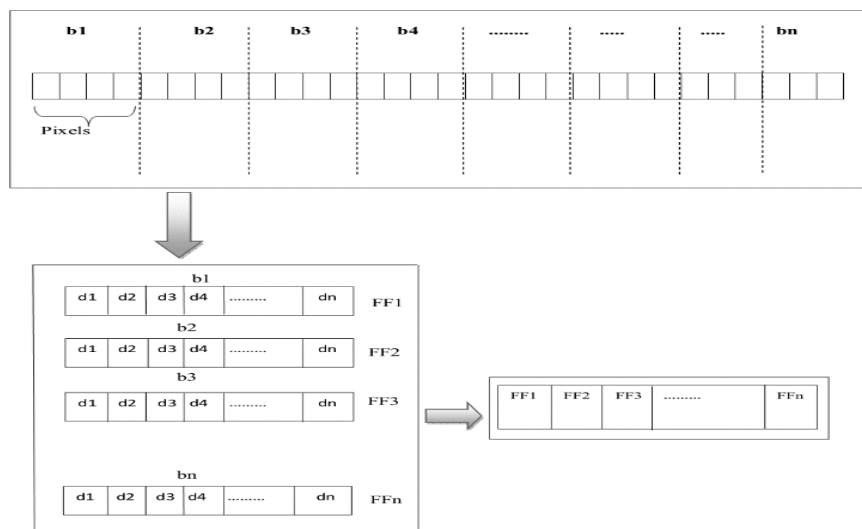 b1 b2 b3 b4 ........ ..... ..... bn
Pixels
b1
d1 d2 d3 d4 ......... dn FF1
b2
d1 d2 d3 d4 ......... dn FF2
b3
d1 d2 d3 d4 ......... dn FF3
FF1 FF2 FF3 ......... FFn
bn
d1 d2 d3 d4 ......... dn FFn